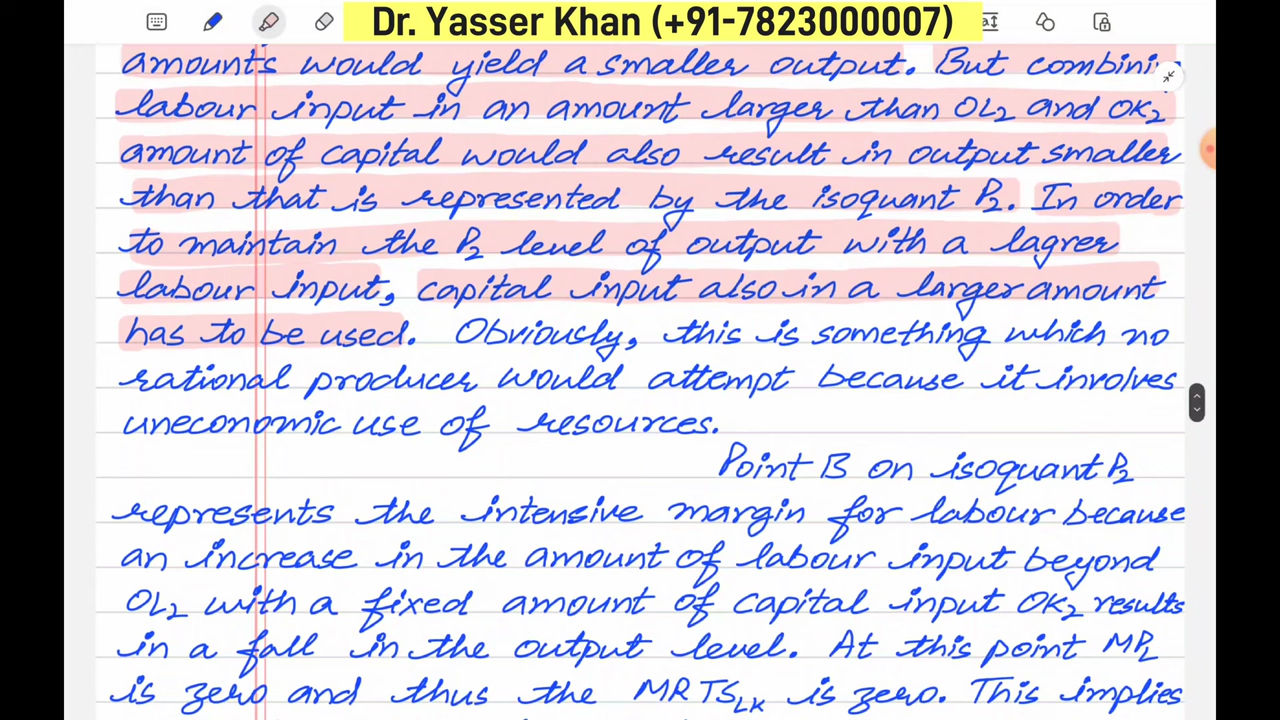 Dr. Yasser Khan (+91-7823000007)
amounts would yield a smaller output. But combini
labour input in an amount larger than OL2 and OK2
amount of capital would also result in output smaller
than that is represented by the isoquant P2. In order
to maintain the P2 level of output with a lagrer
labour input, capital input also in a larger amount
has to be used. Obviously, this is something which no
rational producer would attempt because it involves
uneconomic use of resources.
Point B on isoquant P2
represents the intensive margin for labour because
an increase in the amount of labour input beyond
OL2 with a fixed amount of capital input OK2 results
in a fall in the output level. At this point MPL
is zero and thus the MRTSLK is zero. This implies